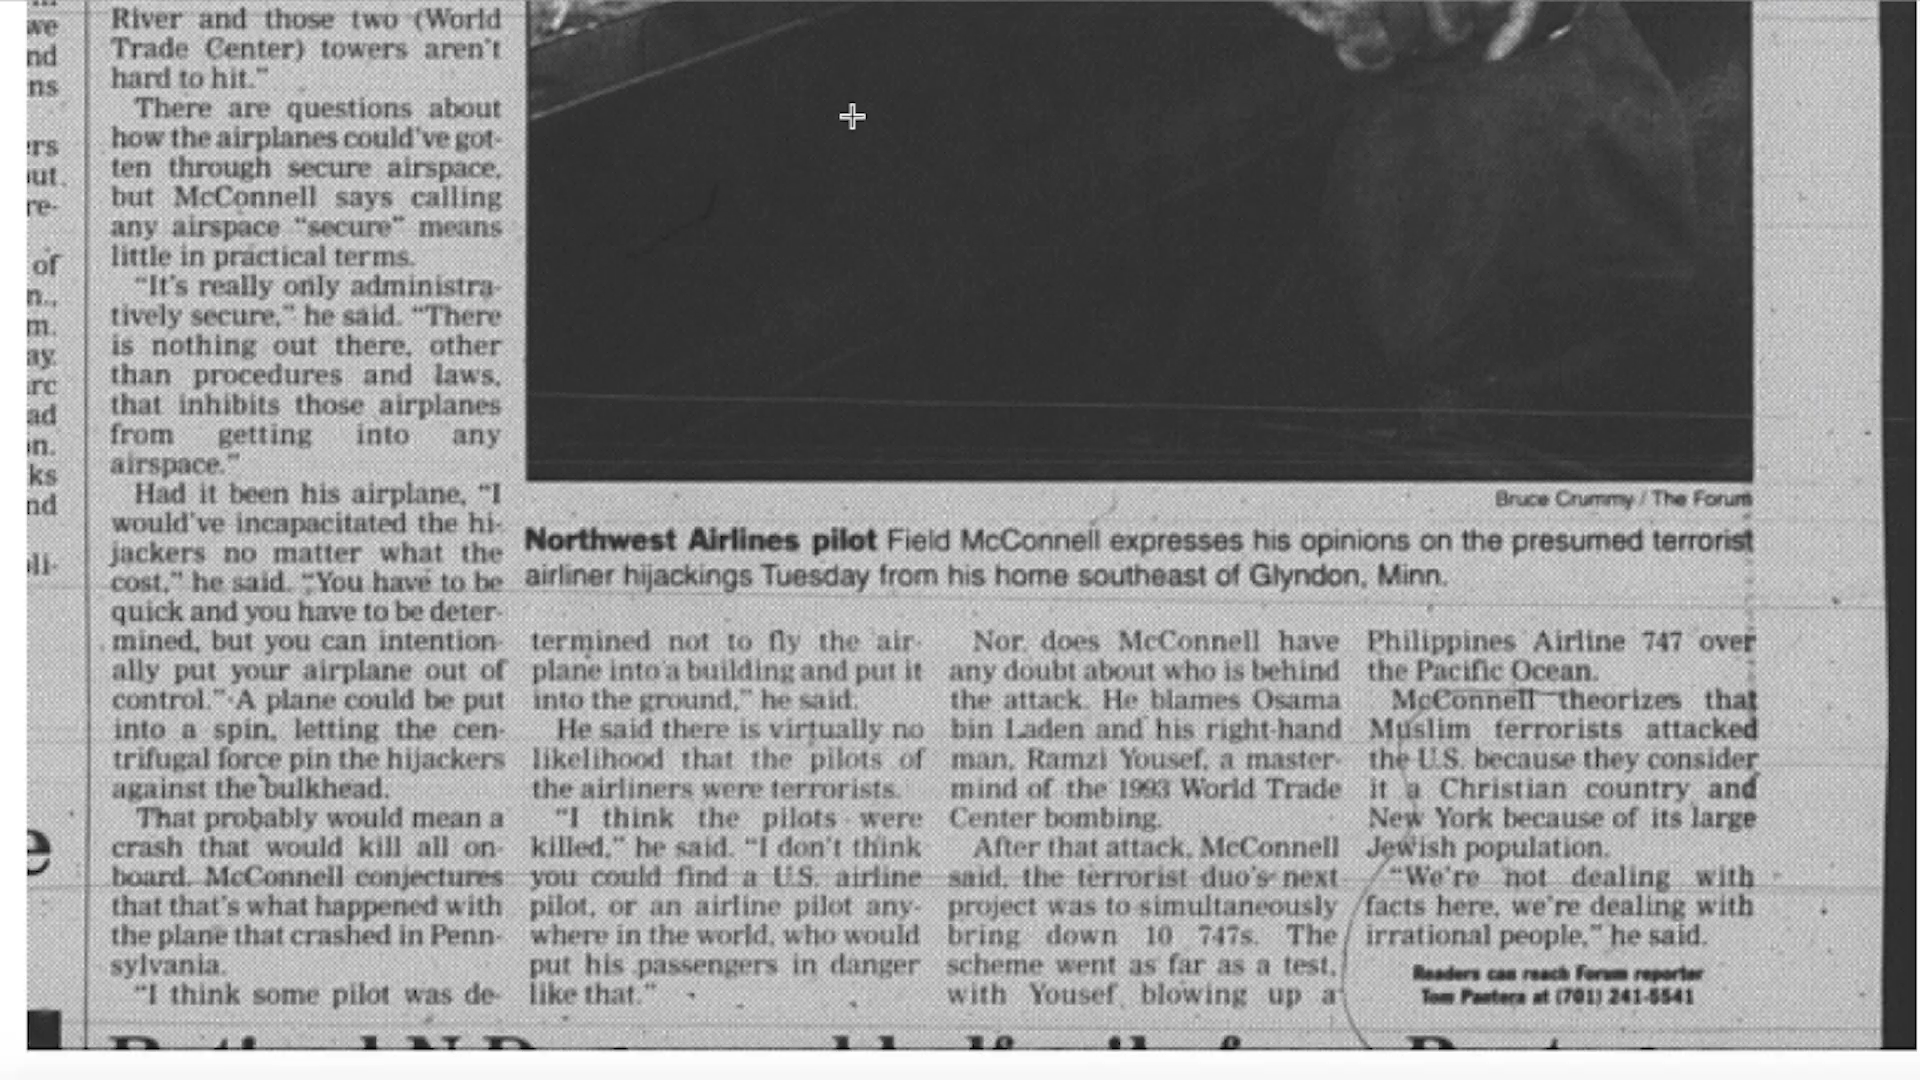 we
nd
ns
ers
out.
re-
of
n.,
m.
ay.
arc
ad
on.
ks
nd
oli-
e
River and those two (World
Trade Center) towers aren't
hard to hit."
There are questions about
how the airplanes could've got-
ten through secure airspace,
but McConnell says calling
any airspace "secure" means
little in practical terms.
"It's really only administra-
tively secure," he said. "There
is nothing out there, other
than procedures and laws,
that inhibits those airplanes
from getting into any
airspace."
Had it been his airplane, "I
would've incapacitated the hi-
jackers no matter what the
cost," he said. "You have to be
quick and you have to be deter-
mined, but you can intention-
ally put your airplane out of
control." A plane could be put
into a spin, letting the cen-
trifugal force pin the hijackers
against the bulkhead.
That probably would mean a
crash that would kill all on-
board. McConnell conjectures
that that's what happened with
the plane that crashed in Penn-
sylvania.
"I think some pilot was de-
Bruce Crummy / The Forum
Northwest Airlines pilot Field McConnell expresses his opinions on the presumed terrorist
airliner hijackings Tuesday from his home southeast of Glyndon, Minn.
termined not to fly the air-
plane into a building and put it
into the ground," he said.
He said there is virtually no
likelihood that the pilots of
the airliners were terrorists.
"I think the pilots were
killed," he said. "I don't think
you could find a U.S. airline
pilot, or an airline pilot any-
where in the world, who would
put his passengers in danger
like that."
Nor does McConnell have
any doubt about who is behind
the attack. He blames Osama
bin Laden and his right-hand
man, Ramzi Yousef, a master-
mind of the 1993 World Trade
Center bombing.
After that attack, McConnell
said, the terrorist duo's next
project was to simultaneously
bring down 10 747s. The
scheme went as far as a test,
with Yousef blowing up a
Philippines Airline 747 over
the Pacific Ocean.
McConnell theorizes that
Muslim terrorists attacked
the U.S. because they consider
it a Christian country and
New York because of its large
Jewish population.
"We're not dealing with
facts here, we're dealing with
irrational people," he said.
Readers can reach Forum reporter
Tom Pantera at (701) 241-5541